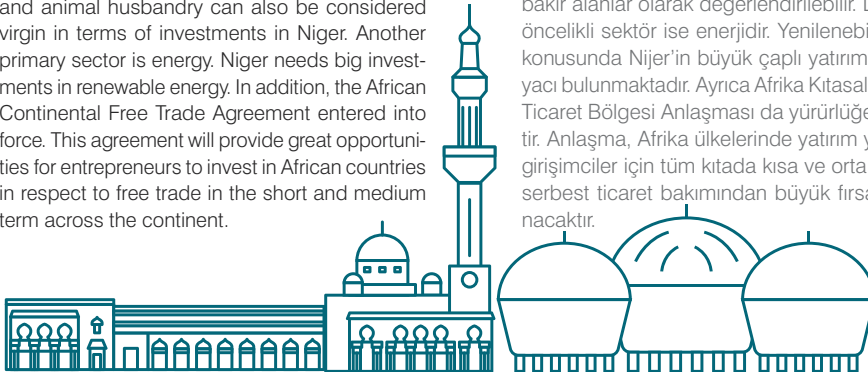 and animal husbandry can also be considered
virgin in terms of investments in Niger. Another
primary sector is energy. Niger needs big invest-
ments in renewable energy. In addition, the African
Continental Free Trade Agreement entered into
force. This agreement will provide great opportuni-
ties for entrepreneurs to invest in African countries
in respect to free trade in the short and medium
term across the continent.
bakir alanlar olarak değerlendirilebilir.
öncelikli sektör ise enerjidir.
konusunda Nijer’in büyük çaplı yatırım
yacı bulunmaktadır. Ayrıca Afrika
Ticaret Bölgesi Anlaşması da
tir. Anlaşma, Afrika ülkelerinde yatırım
girişimciler için tüm kıtada kısa ve orta
serbest ticaret bakımından büyük
nacaktır.